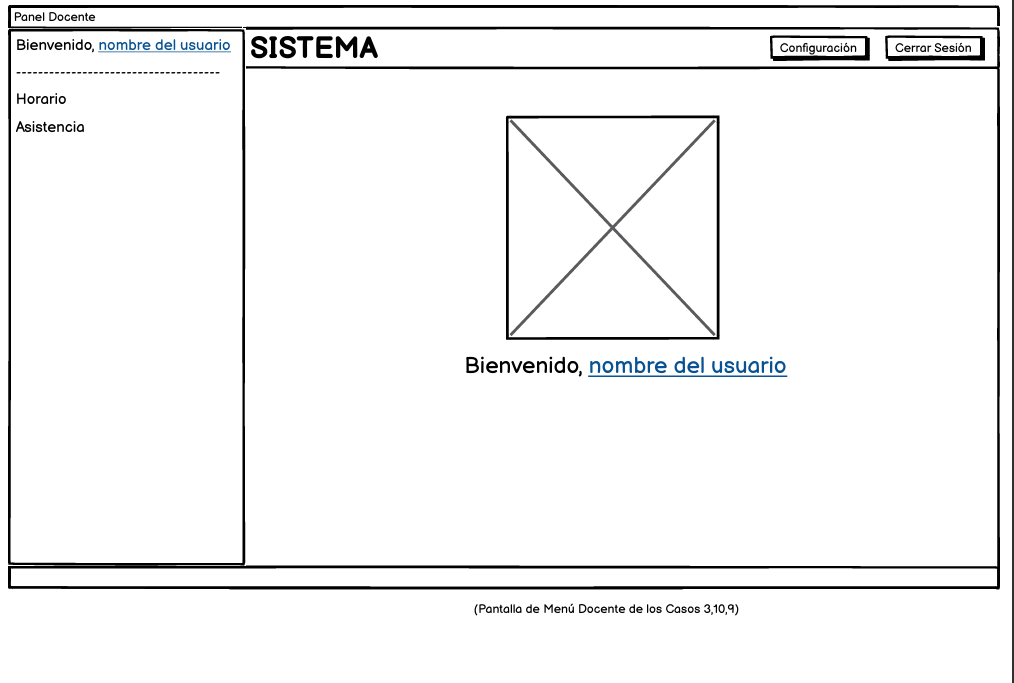 Panel Docente
Bienvenido, nombre del usuario
-------------------------------------
Horario
Asistencia
SISTEMA
Configuración
Cerrar Sesión
Bienvenido, nombre del usuario
(Pantalla de Menú Docente de los Casos 3,10,9)